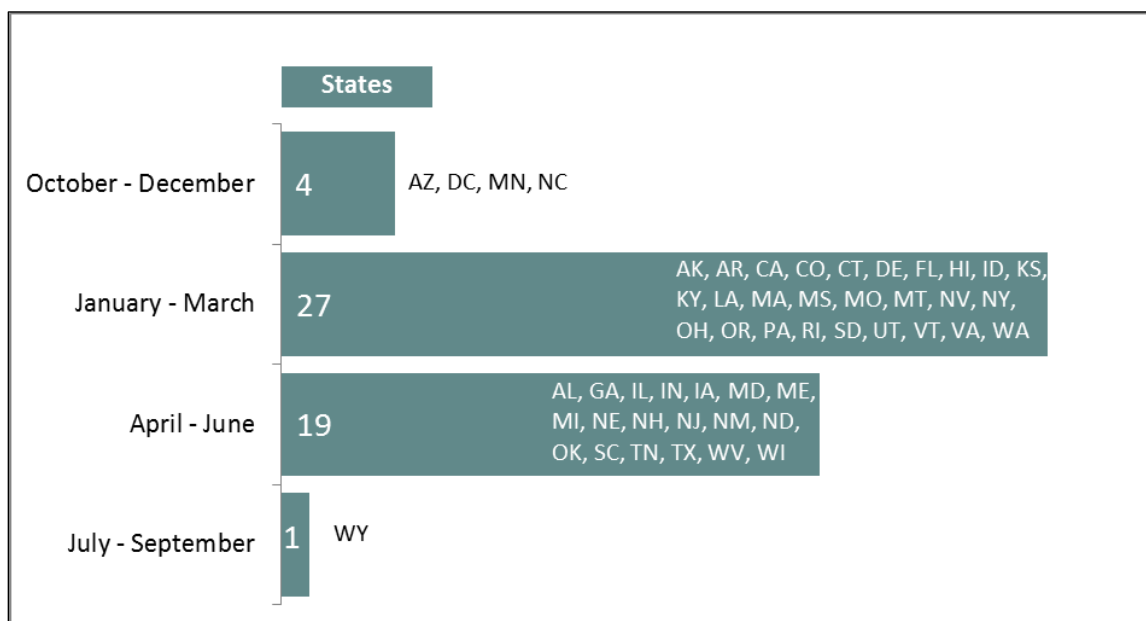 States
October - December
4
AZ, DC, MN, NC
January - March
27
AK, AR, CA, CO, CT, DE, FL, HI, ID, KS,
KY, LA, MA, MS, MO, MT, NV, NY,
OH, OR, PA, RI, SD, UT, VT, VA, WA
April - June
19
AL, GA, IL, IN, IA, MD, ME,
MI, NE, NH, NJ, NM, ND,
OK, SC, TN, TX, WV, WI
July - September
1
WY